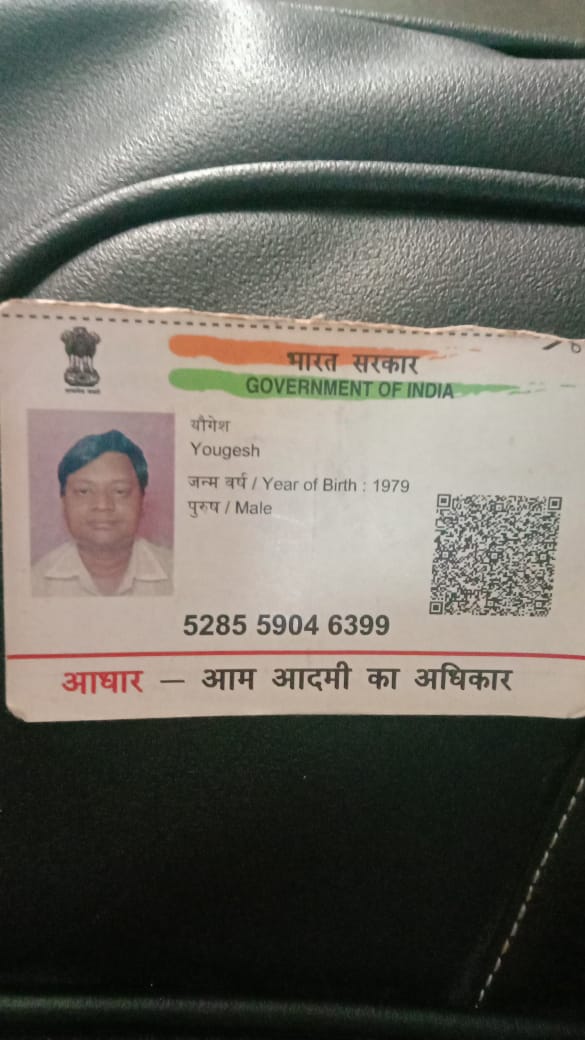 भारत सरकार
GOVERNMENT OF INDIA
यौगेश
Yougesh
जन्म वर्ष / Year of Birth : 1979
पुरुष / Male
5285 5904 6399
आधार — आम आदमी का अधिकार